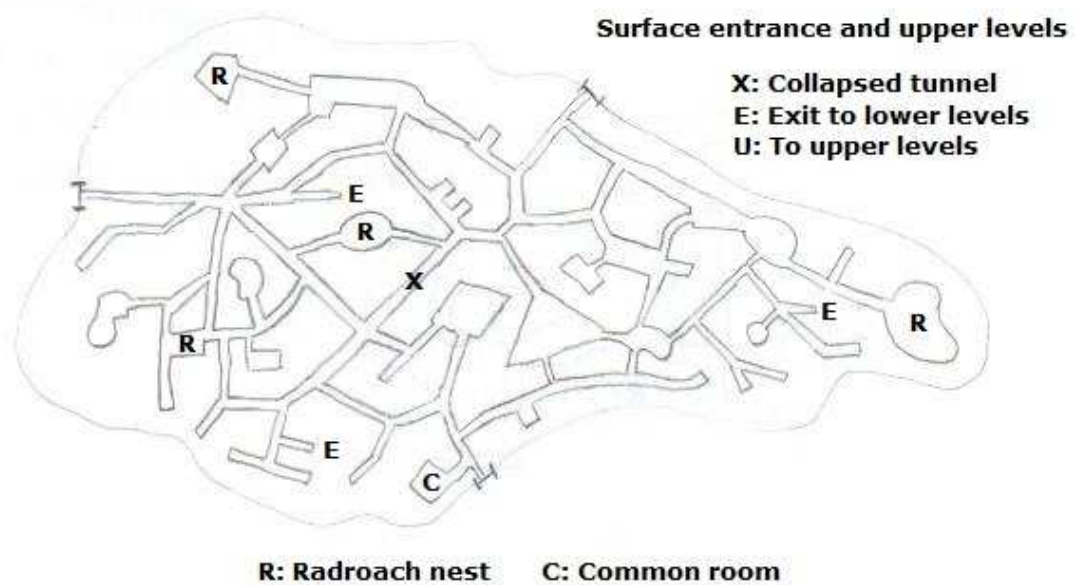 Surface entrance and upper levels
X: Collapsed tunnel
E: Exit to lower levels
U: To upper levels
R
E
R
X
R
E
R
E
C
R: Radroach nest C: Common room